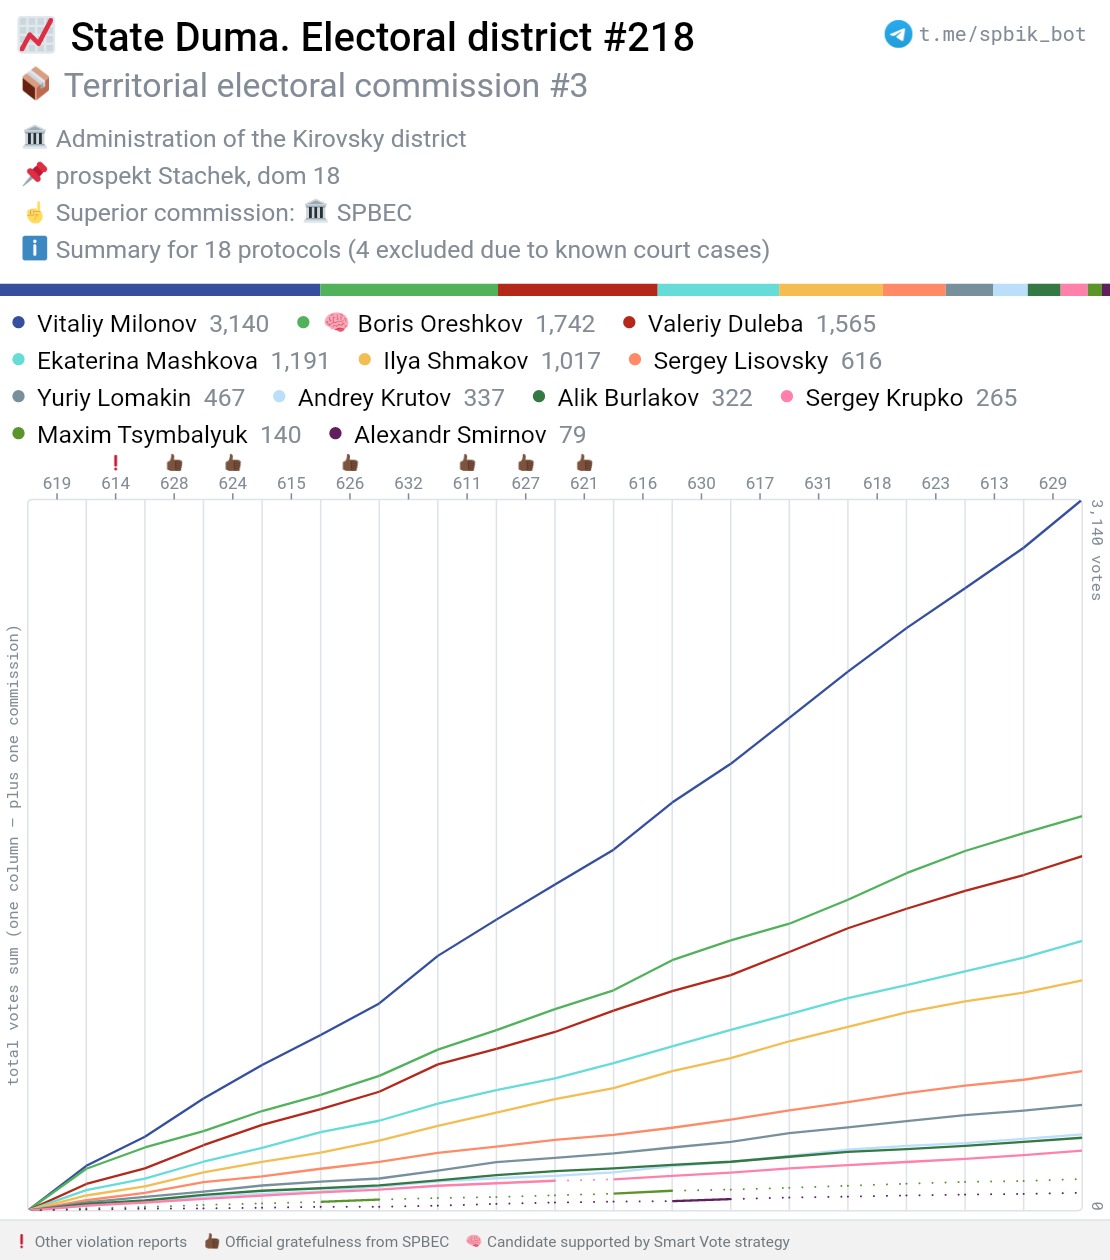 State Duma. Electoral district #218
t.me/spbik_bot
Territorial electoral commission #3
Administration of the Kirovsky district
prospekt Stachek, dom 18
Superior commission: SPBEC
Summary for 18 protocols (4 excluded due to known court cases)
Vitaliy Milonov 3,140 Boris Oreshkov 1,742 Valeriy Duleba 1,565
Ekaterina Mashkova 1,191 Ilya Shmakov 1,017 Sergey Lisovsky 616
Yuriy Lomakin 467 Andrey Krutov 337 Alik Burlakov 322 Sergey Krupko 265
Maxim Tsymbalyuk 140 Alexandr Smirnov 79
619 614 628 624 615 626 632 611 627 621 616 630 617 631 618 623 613 629
3,140 votes
total votes sum (one column – plus one commission)
0
Other violation reports Official gratefulness from SPBEC Candidate supported by Smart Vote strategy